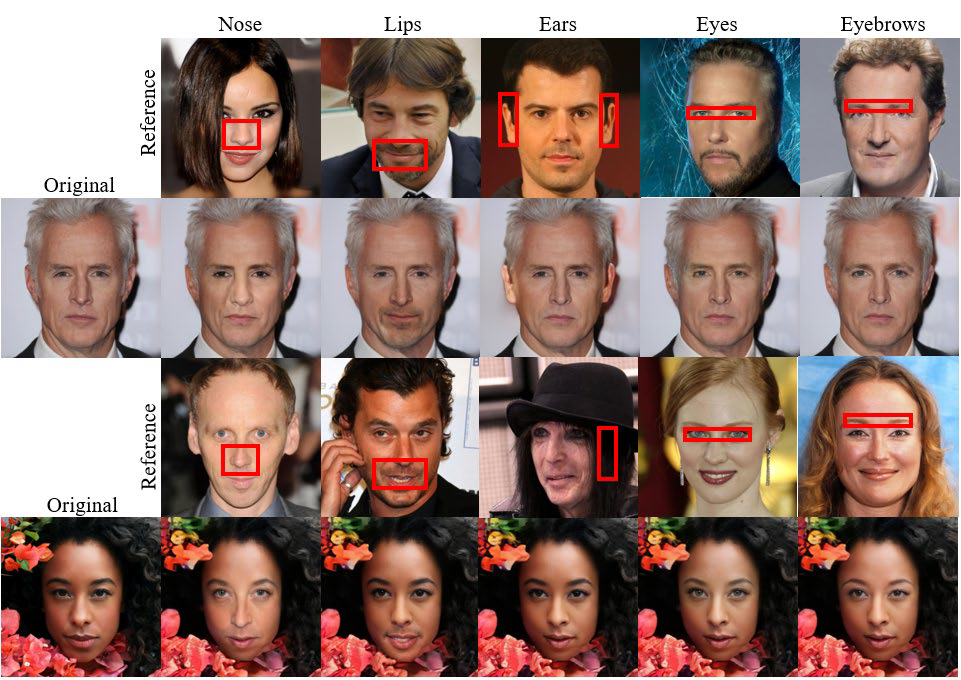 Nose Lips Ears Eyes Eyebrows
Reference
Original
Reference
Original